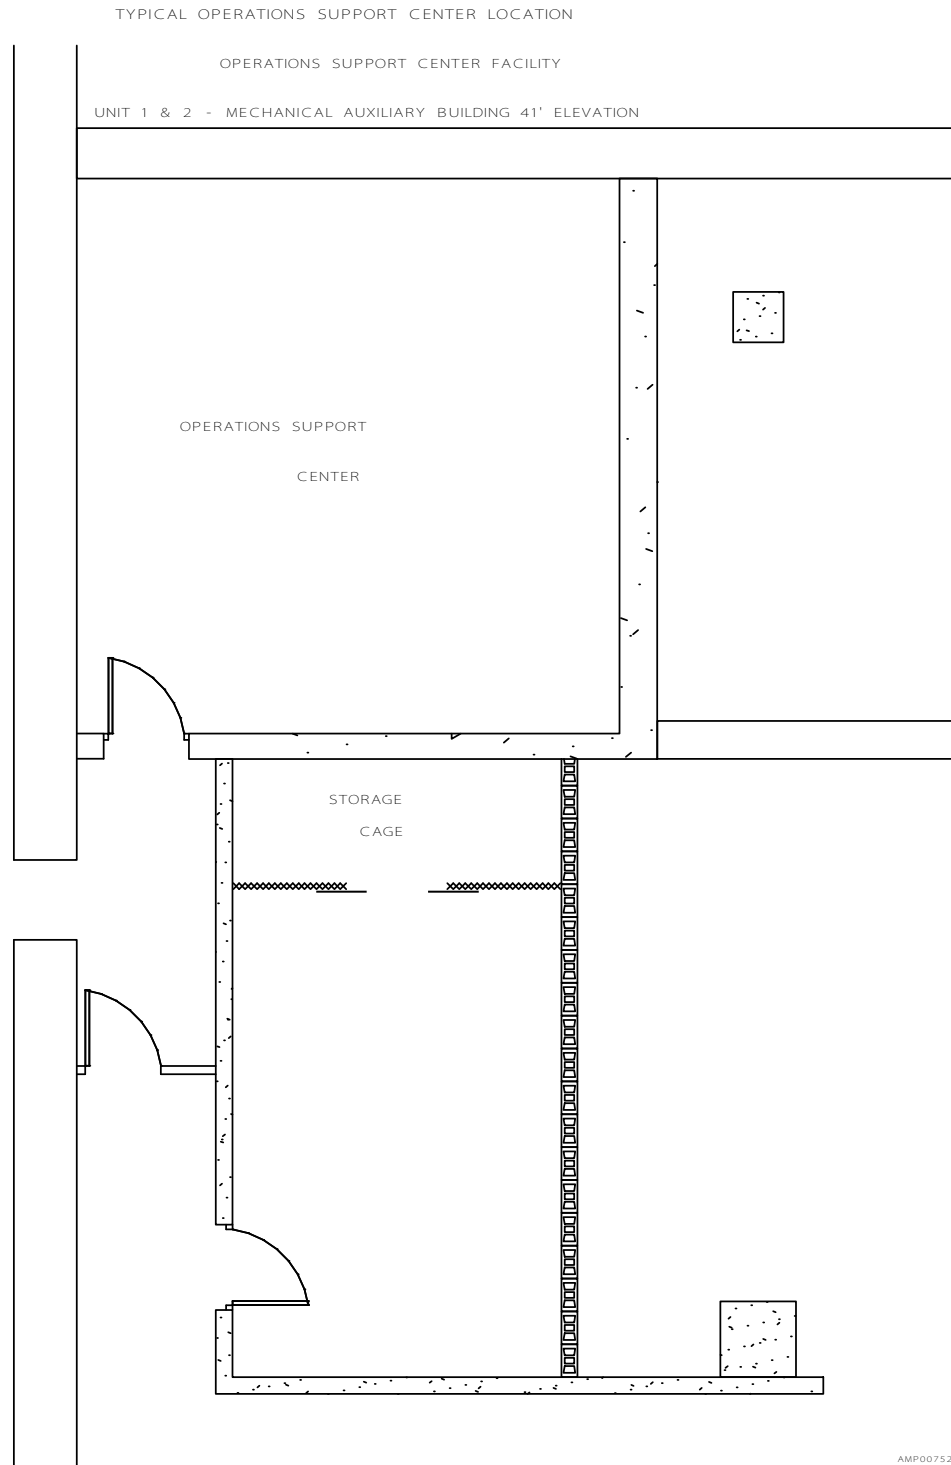 TYPICAL OPERATIONS SUPPORT CENTER LOCATION
OPERATIONS SUPPORT CENTER FACILITY
UNIT 1 & 2 - MECHANICAL AUXILIARY BUILDING 41' ELEVATION
OPERATIONS SUPPORT
CENTER
STORAGE
CAGE
AMP00752